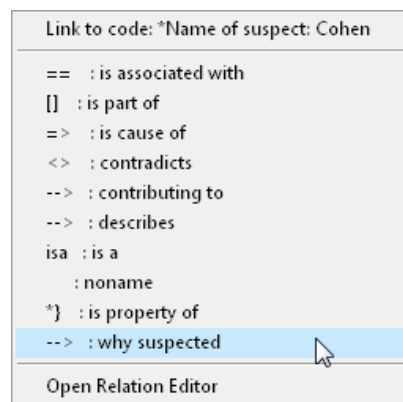 Link to code: *Name of suspect: Cohen
== : is associated with
[] : is part of
=> : is cause of
<> : contradicts
--> : contributing to
--> : describes
isa : is a
: noname
*} : is property of
--> : why suspected
Open Relation Editor